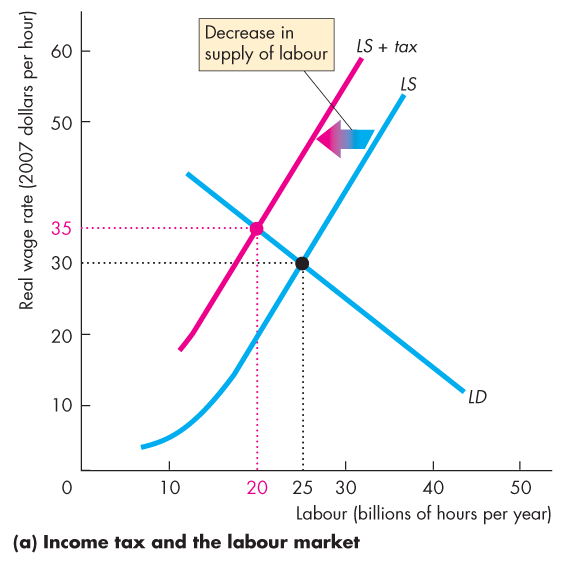 Real wage rate (2007 dollars per hour)
60
50
35
30
20
10
0
Decrease in
supply of labour
LS + tax
LS
LD
10
20
25
30
40
50
Labour (billions of hours per year)
(a) Income tax and the labour market